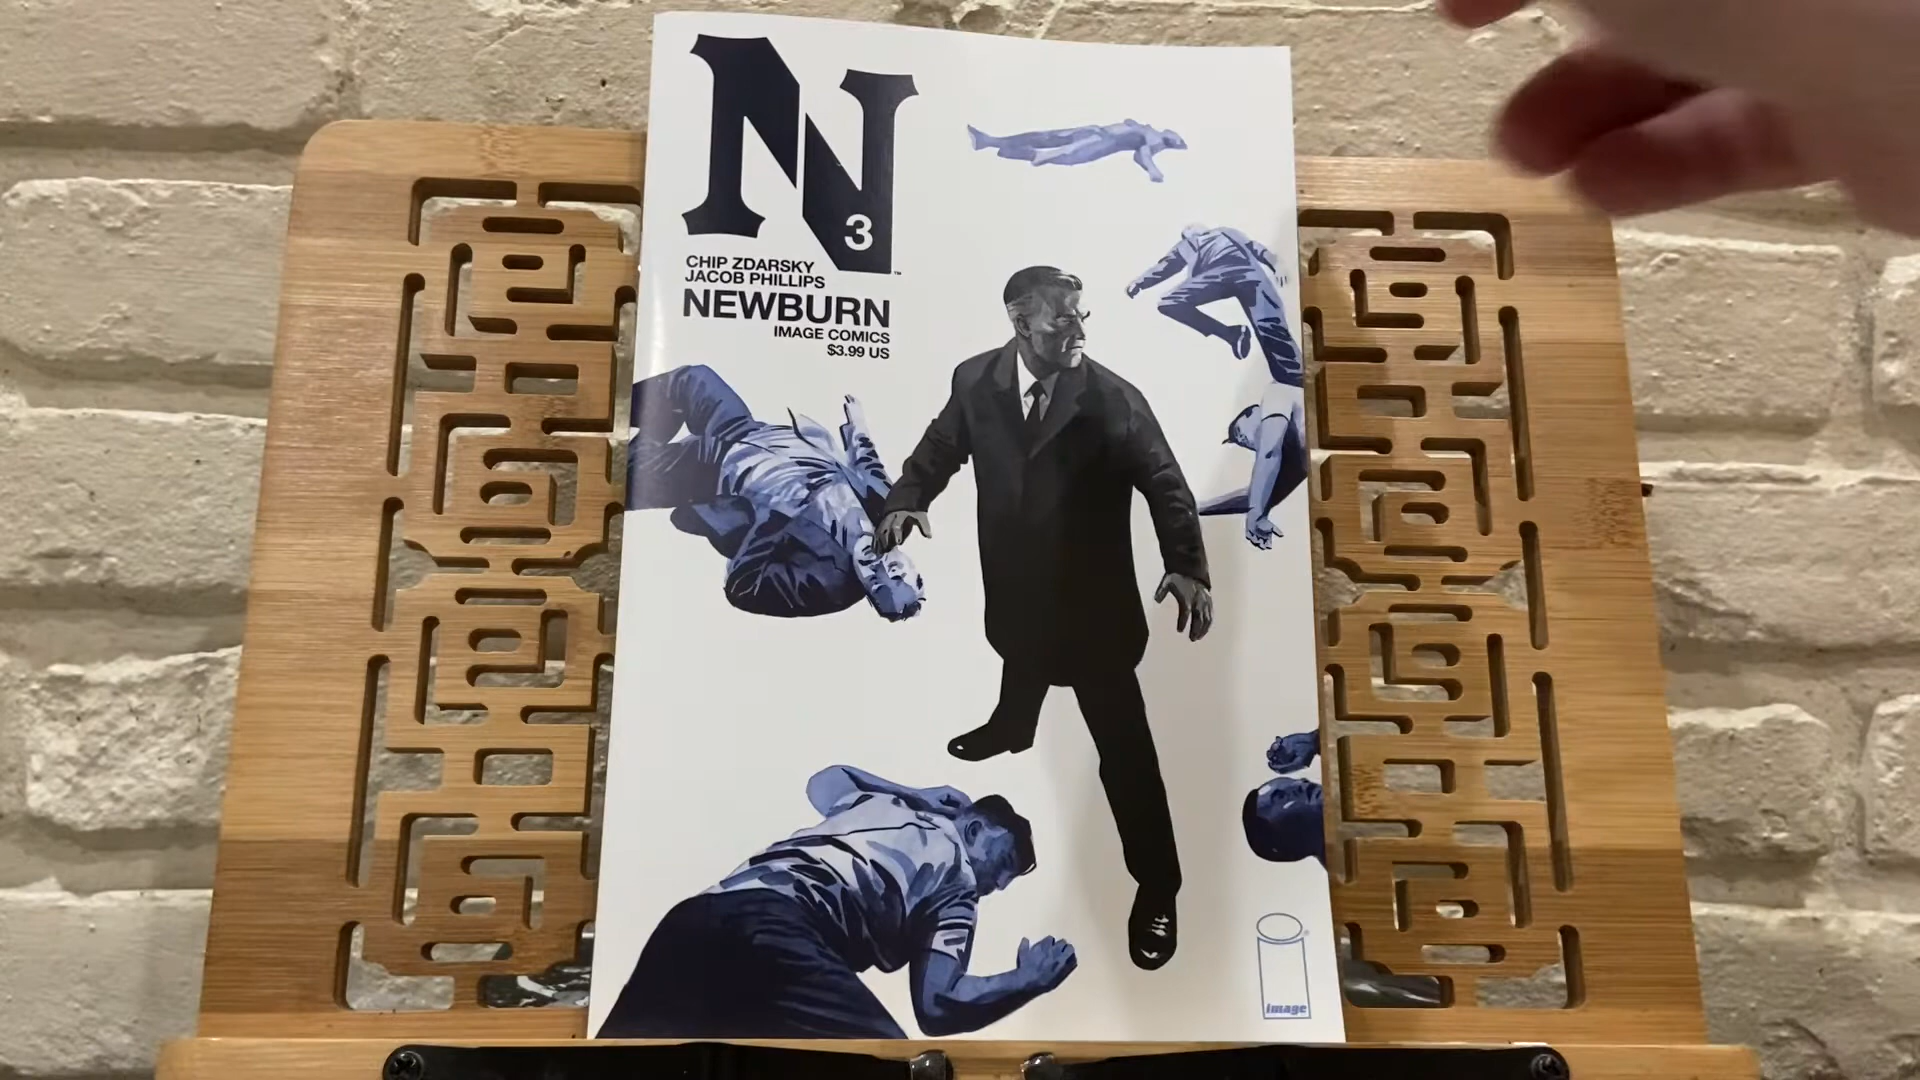 N
3
CHIP ZDARSKY
JACOB PHILLIPS
NEWBURN
IMAGE COMICS
$3.99 US
image